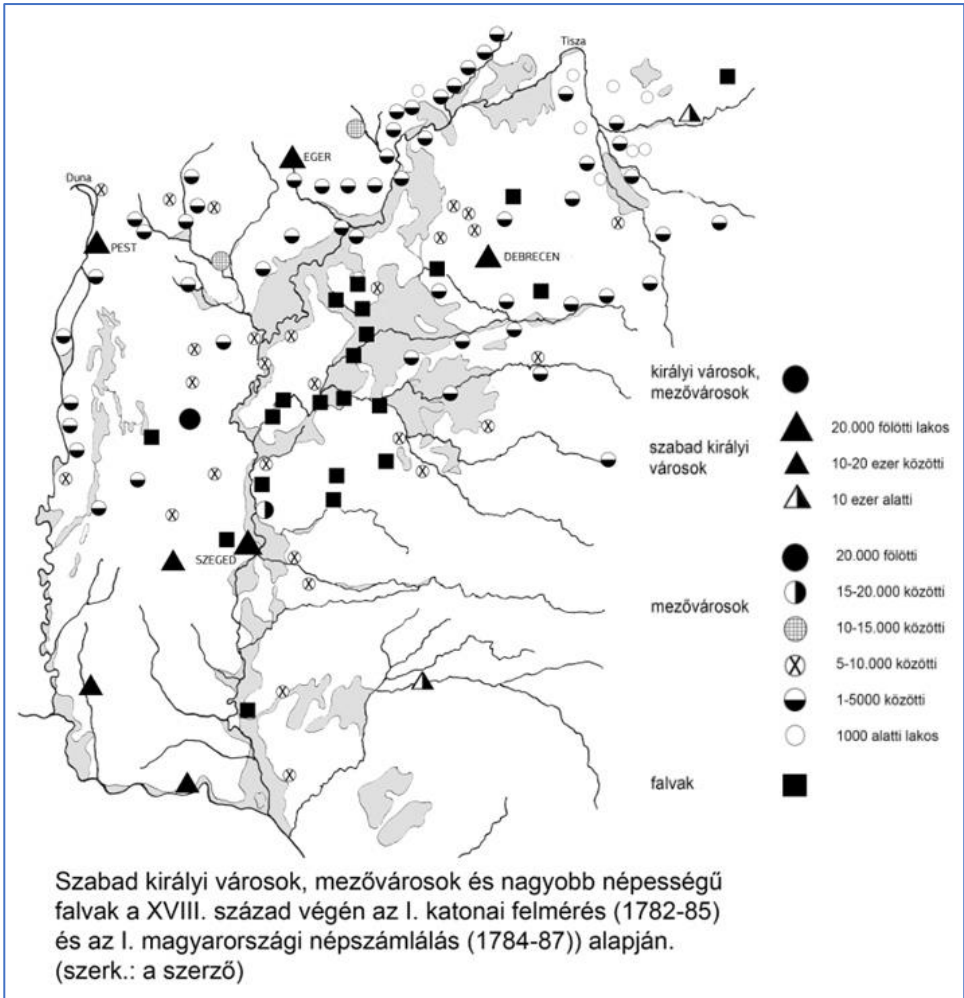 Tisza
EGER
Duna
PEST
DEBRECEN
SZEGED
királyi városok,
mezővárosok
szabad királyi
városok
20.000 fölötti lakos
10-20 ezer közötti
10 ezer alatti
mezővárosok
20.000 fölötti
15-20.000 közötti
10-15.000 közötti
5-10.000 közötti
1-5000 közötti
1000 alatti lakos
falvak
Szabad királyi városok, mezővárosok és nagyobb népességű
falvak a XVIII. század végén az I. katonai felmérés (1782-85)
és az I. magyarországi népszámlálás (1784-87)) alapján.
(szerk.: a szerző)